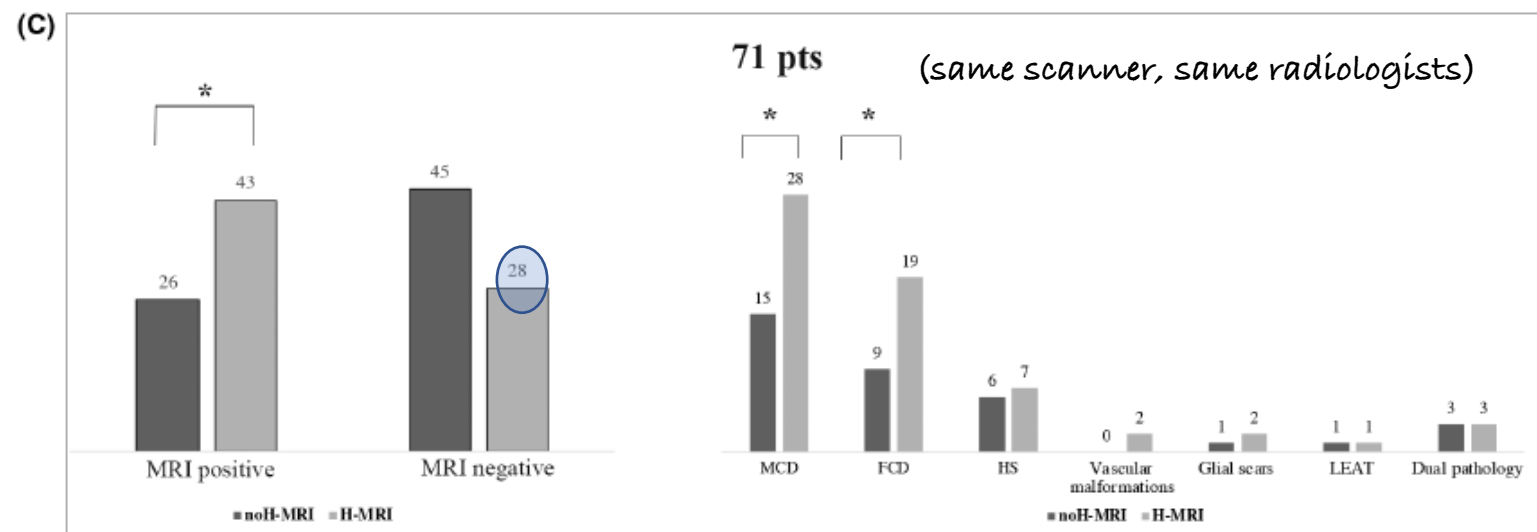 (C)
71 pts
(same scanner, same radiologists)
*
43
26
45
28
MRI positive
MRI negative
noH-MRI H-MRI
* *
28
15
19
9
6 7
0 2
1 2
1 1
3 3
MCD
FCD
HS
Vascular
malformations
Glial scars
LEAT
Dual pathology
noH-MRI H-MRI